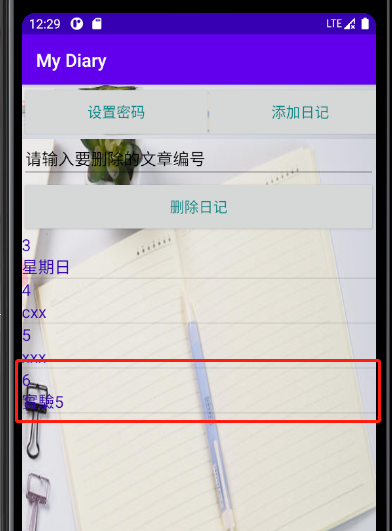 12:29
LTE
My Diary
设置密码
添加日记
请输入要删除的文章编号
删除日记
3
星期日
4
cxx
5
xxx
6
實驗5